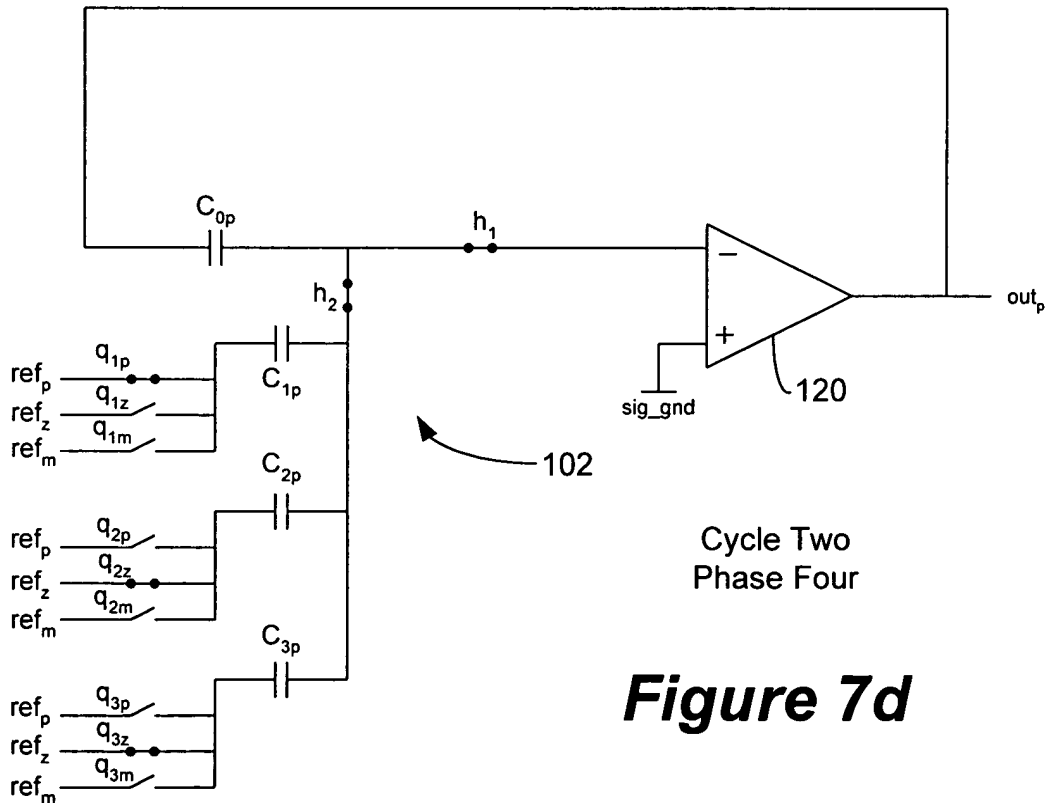 C0p
h1
h2
−
+
outp
120
sig_gnd
102
C1p
refp
q1p
refz
q1z
refm
q1m
C2p
refp
q2p
refz
q2z
refm
q2m
C3p
refp
q3p
refz
q3z
refm
q3m
Cycle Two
Phase Four
Figure 7d